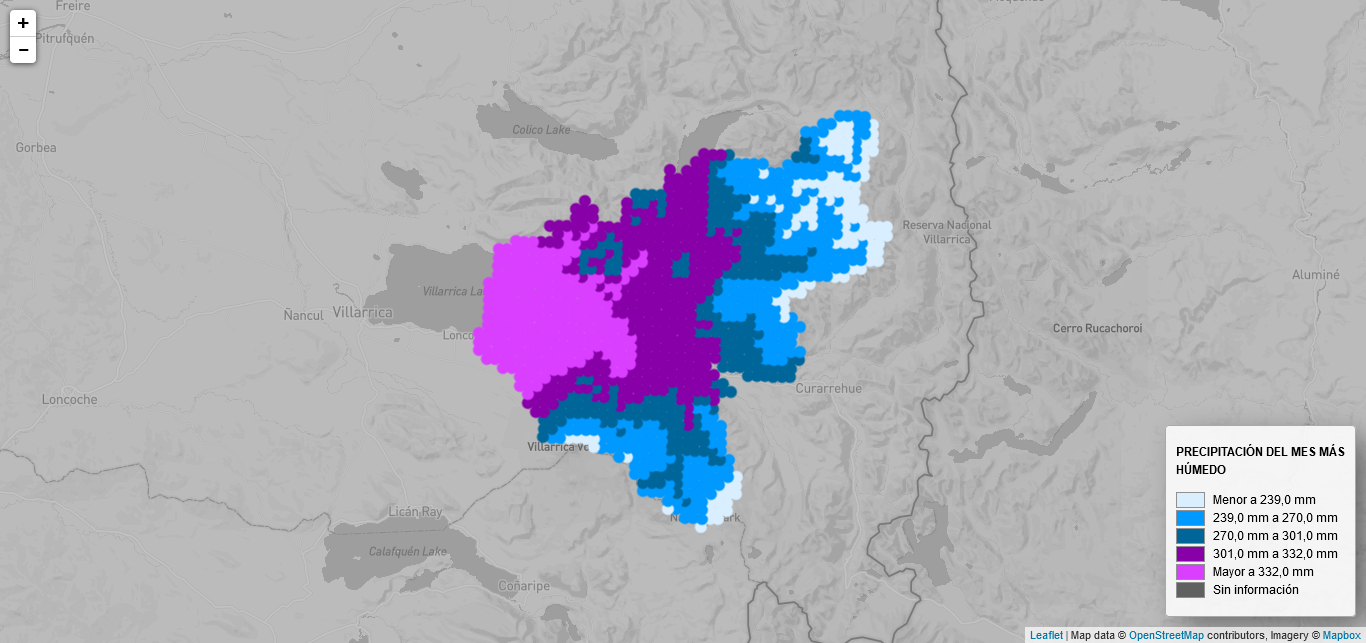 Freire
+
Pitrufquén
−
Colico Lake
Gorbea
Reserva Nacional
Villarrica
Aluminé
Villarrica La
Ñancul
Villarrica
Cerro Rucachoroi
Lonco
Curarrehue
Loncoche
Villarrica vo
Licán Ray
Calafquén Lake
Coñaripe
PRECIPITACIÓN DEL MES MÁS
HÚMEDO
Menor a 239,0 mm
239,0 mm a 270,0 mm
270,0 mm a 301,0 mm
301,0 mm a 332,0 mm
Mayor a 332,0 mm
Sin información
Leaflet | Map data © OpenStreetMap contributors, Imagery © Mapbox